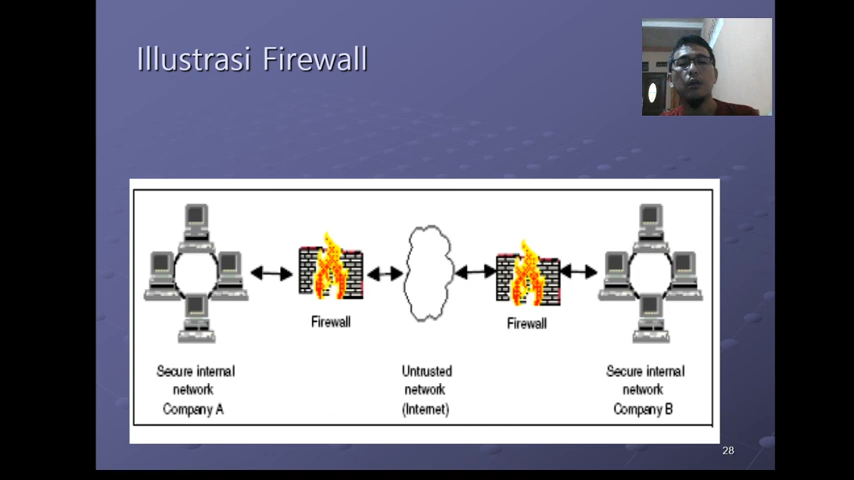 Illustrasi Firewall
Firewall
Firewall
Secure internal
network
Company A
Untrusted
network
(Internet)
Secure internal
network
Company B
28